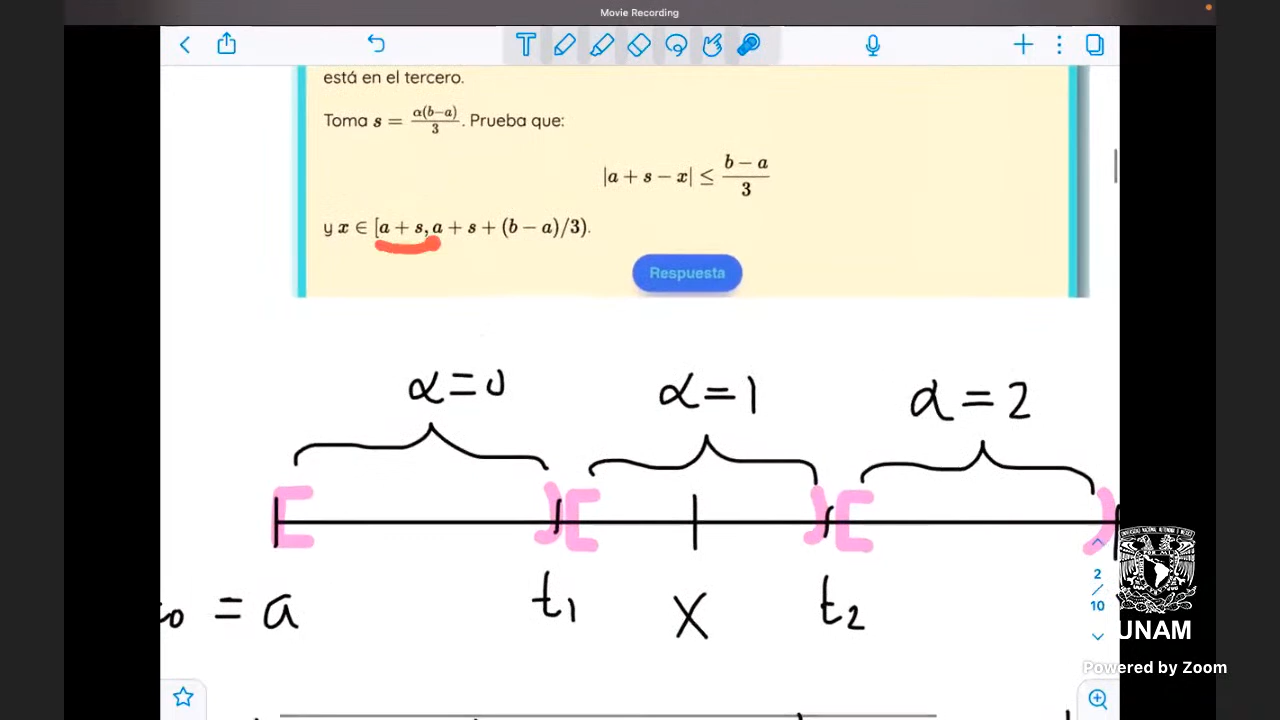 Movie Recording
está en el tercero.
Toma s = α(b−a)/3. Prueba que:
|a + s − x| ≤ (b − a)/3
y x ∈ [a + s, a + s + (b − a)/3).
Respuesta
α=0
α=1
α=2
= a
t₁
X
t₂
2
/
10
UNAM
Powered by Zoom